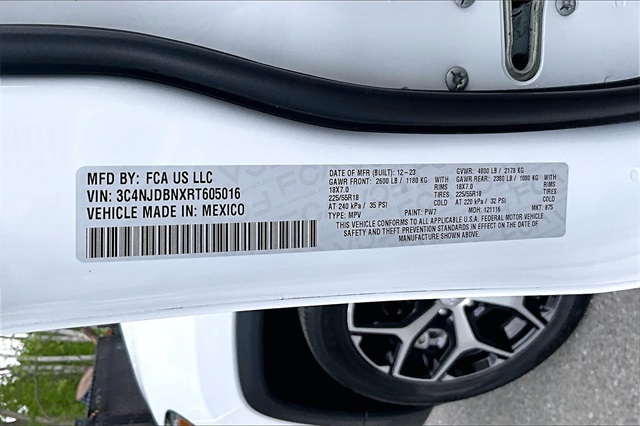 MFD BY: FCA US LLC
VIN: 3C4NJDBNXRT605016
VEHICLE MADE IN: MEXICO
DATE OF MFR (BUILT): 12-23 GVWR: 4800 LB / 2178 KG
GAWR FRONT: 2600 LB / 1180 KG GAWR REAR: 2380 LB / 1080 KG
18X7.0 RIMS 18X7.0 RIMS
225/55R18 TIRES 225/55R18 TIRES
AT 240 kPa / 35 PSI COLD AT 220 kPa / 32 PSI COLD
TYPE: MPV PAINT: PW7 MDH: 121116 MKT: 875
THIS VEHICLE CONFORMS TO ALL APPLICABLE U.S.A. FEDERAL MOTOR VEHICLE
SAFETY AND THEFT PREVENTION STANDARDS IN EFFECT ON THE DATE OF
MANUFACTURE SHOWN ABOVE.